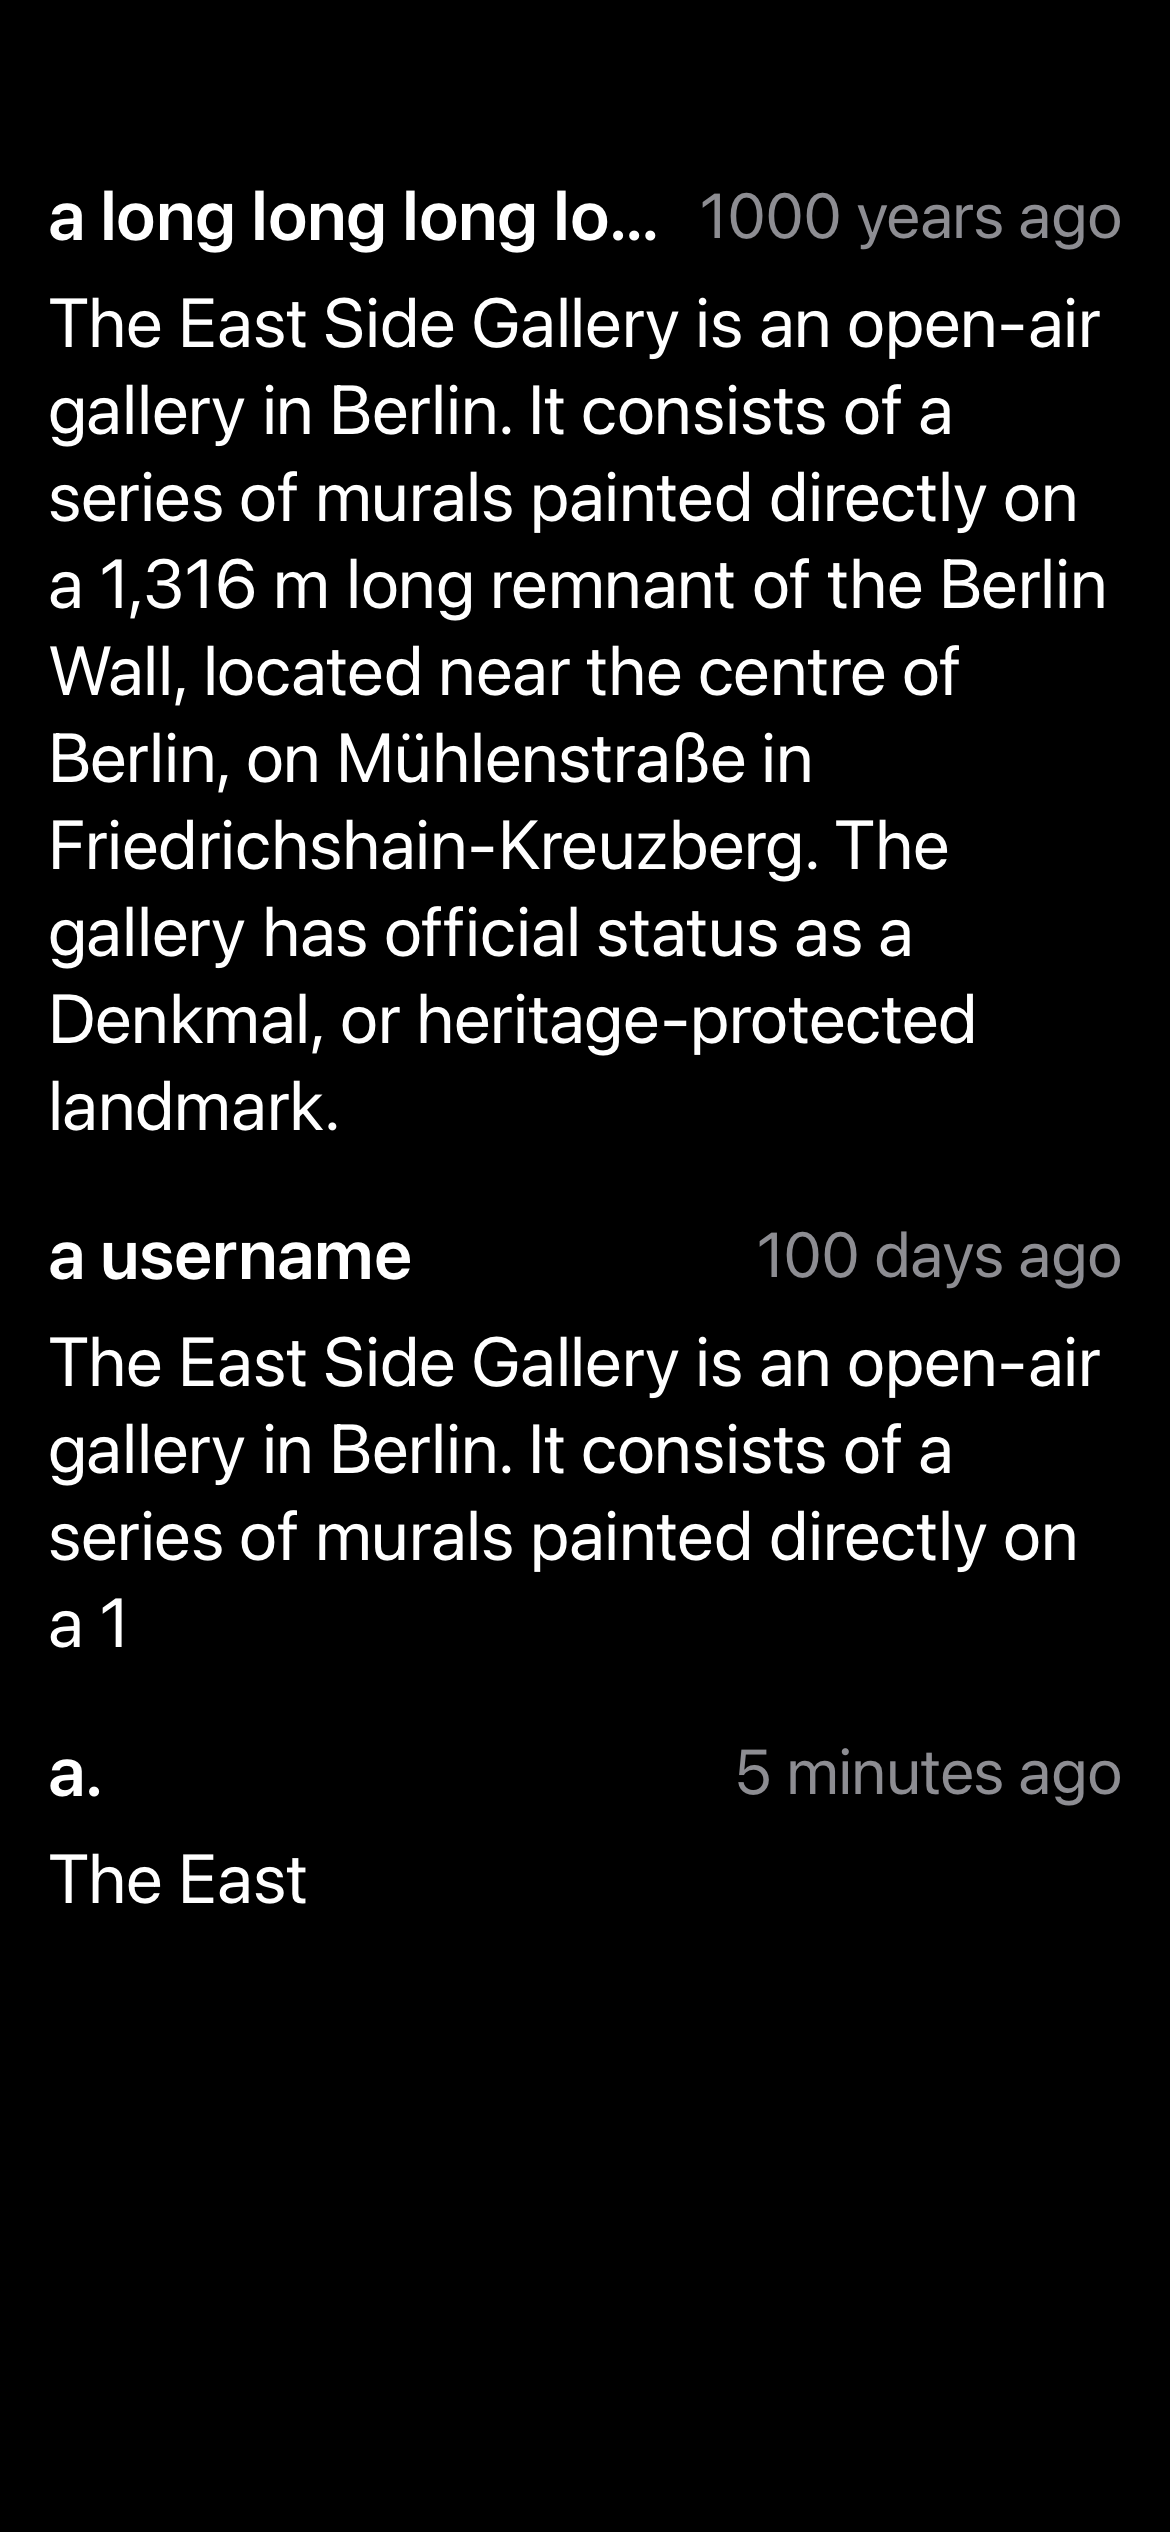 a long long long lo... 1000 years ago
The East Side Gallery is an open-air
gallery in Berlin. It consists of a
series of murals painted directly on
a 1,316 m long remnant of the Berlin
Wall, located near the centre of
Berlin, on Mühlenstraße in
Friedrichshain-Kreuzberg. The
gallery has official status as a
Denkmal, or heritage-protected
landmark.
a username 100 days ago
The East Side Gallery is an open-air
gallery in Berlin. It consists of a
series of murals painted directly on
a 1
a. 5 minutes ago
The East